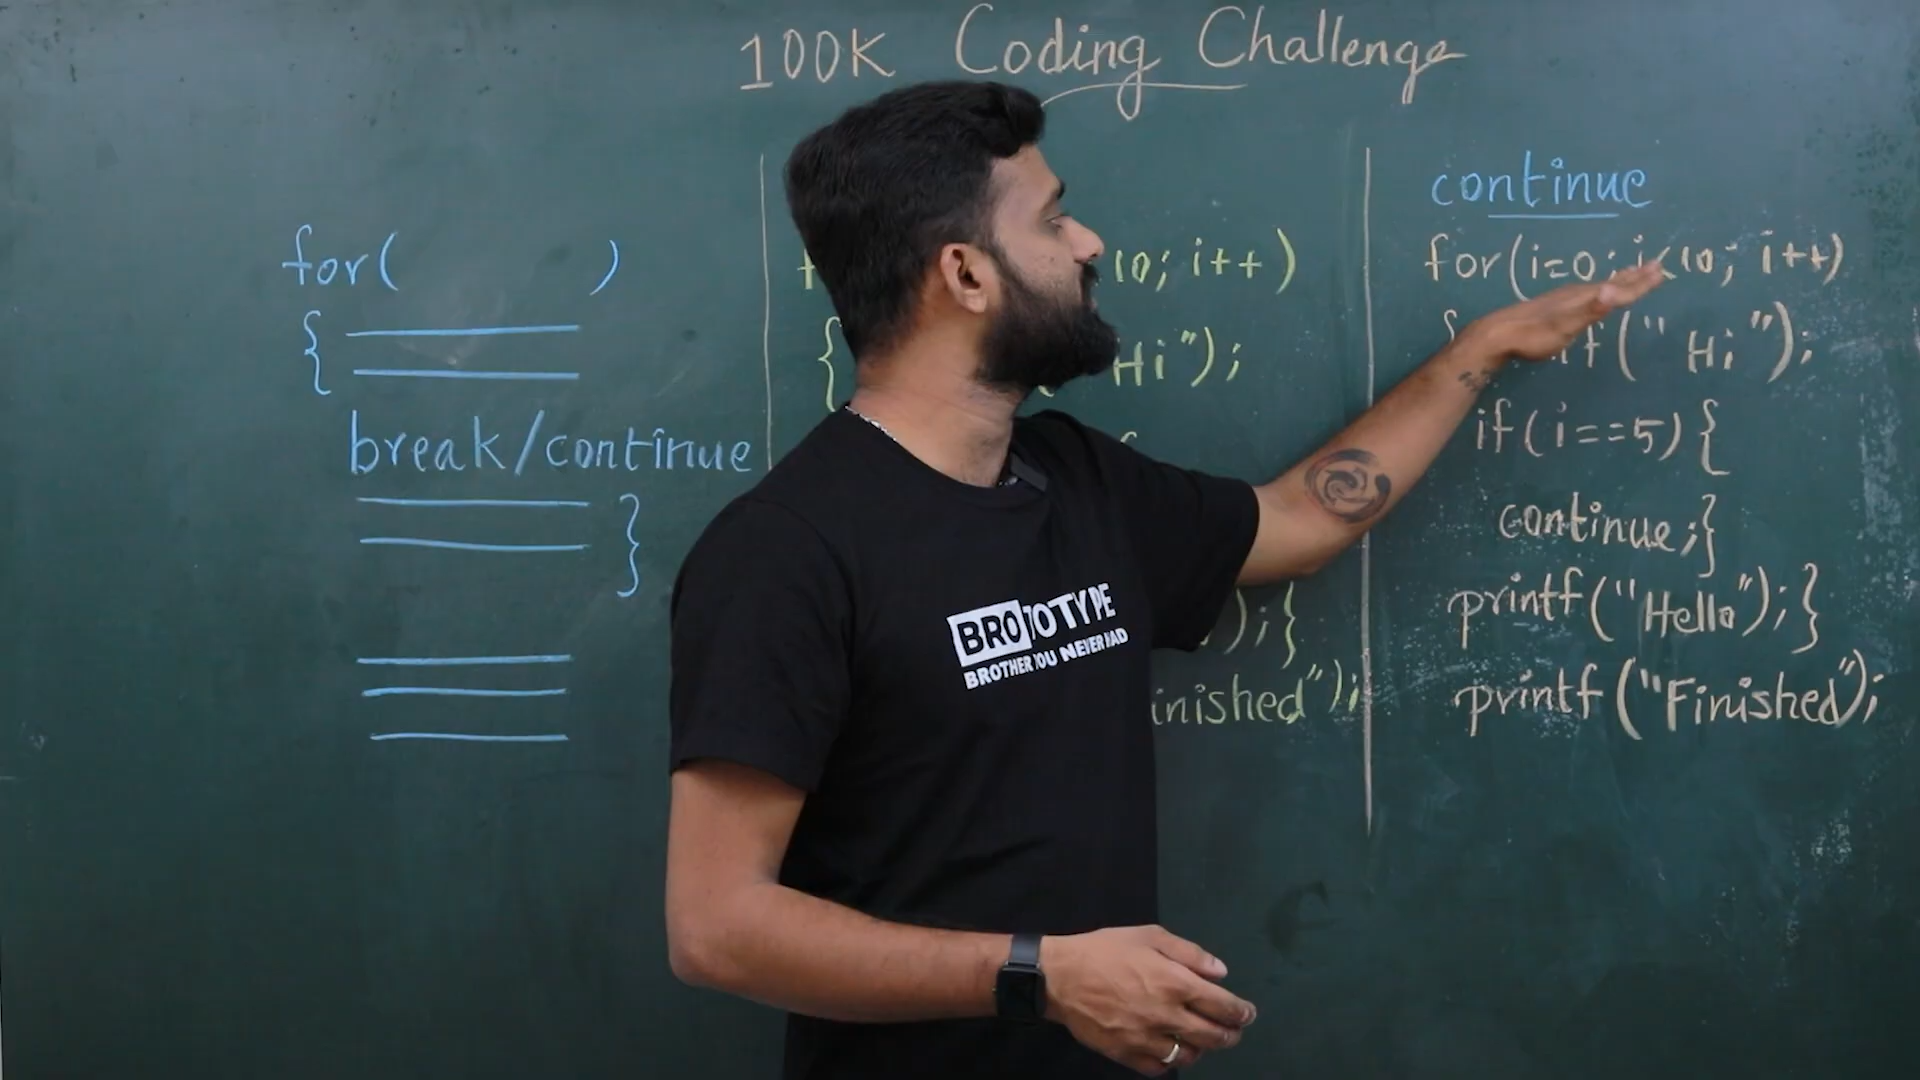 100K Coding Challenge
for( )
{
break/continue
}
10; i++)
{ Hi");
);}
inished");
continue
for(i=0; i<10; i++)
{ f("Hi");
if(i==5){
continue;}
printf("Hello");}
printf("Finished");
BROTOTYPE
BROTHER YOU NEVER HAD